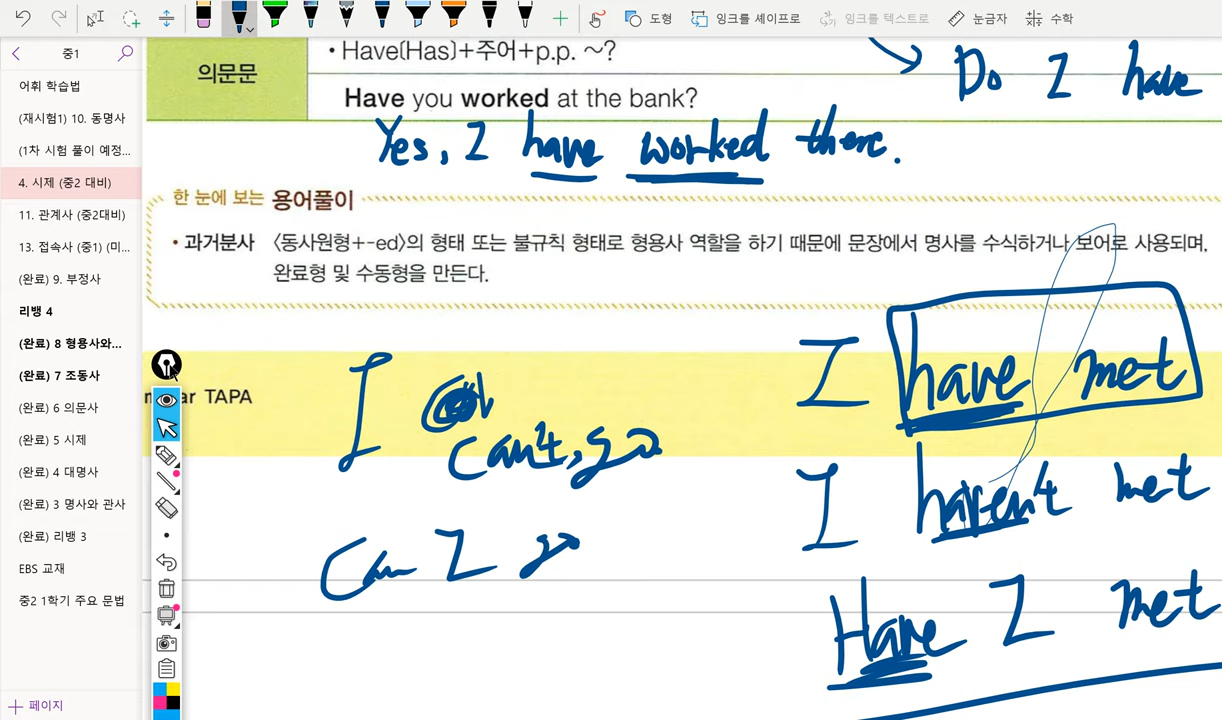 도형
잉크를 셰이프로
잉크를 텍스트로
눈금자
수학
중1
어휘 학습법
(재시험1) 10. 동명사
(1차 시험 풀이 예정...
4. 시제 (중2 대비)
11. 관계사 (중2대비)
13. 접속사 (중1) (미...
(완료) 9. 부정사
리뱅 4
(완료) 8 형용사와...
(완료) 7 조동사
(완료) 6 의문사
(완료) 5 시제
(완료) 4 대명사
(완료) 3 명사와 관사
(완료) 리뱅 3
EBS 교재
중2 1학기 주요 문법
페이지
의문문
• Have(Has)+주어+p.p. ~?
Have you worked at the bank?
Do I have
Yes, I have worked there.
한 눈에 보는 용어풀이
• 과거분사 〈동사원형+-ed〉의 형태 또는 불규칙 형태로 형용사 역할을 하기 때문에 문장에서 명사를 수식하거나 보어로 사용되며,
완료형 및 수동형을 만든다.
ar TAPA
I can't go
Can I go
I have met
I haven't met
Have I met